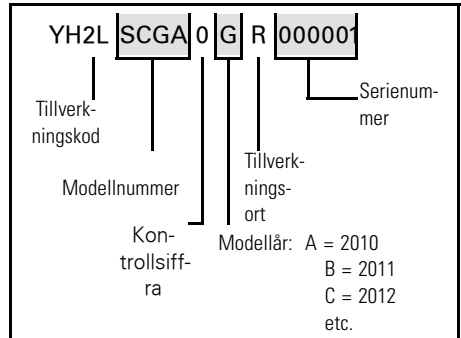 YH2L SCGA 0 G R 000001
Tillverk-
ningskod
Serienum-
mer
Modellnummer
Tillverk-
nings-
ort
Kon-
trollsiff-
ra
Modellår: A = 2010
B = 2011
C = 2012
etc.